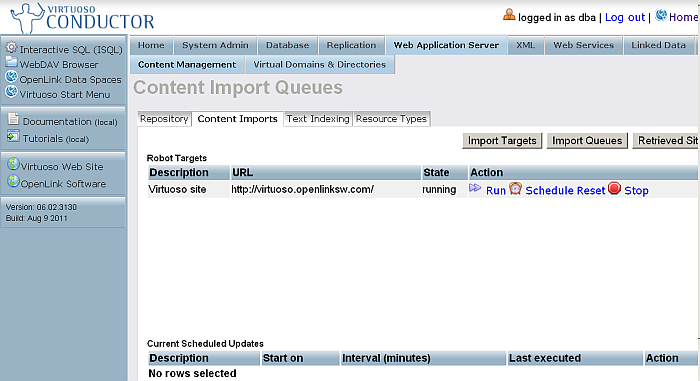 VIRTUOSO
CONDUCTOR
logged in as dba | Log out | Home
Interactive SQL (ISQL)
WebDAV Browser
OpenLink Data Spaces
Virtuoso Start Menu
Documentation (local)
Tutorials (local)
Virtuoso Web Site
OpenLink Software
Version: 06.02.3130
Build: Aug 9 2011
Home System Admin Database Replication Web Application Server XML Web Services Linked Data
Content Management Virtual Domains & Directories
Content Import Queues
Repository Content Imports Text Indexing Resource Types
Import Targets Import Queues Retrieved Sit
Robot Targets
Description URL State Action
Virtuoso site http://virtuoso.openlinksw.com/ running Run Schedule Reset Stop
Current Scheduled Updates
Description Start on Interval (minutes) Last executed Action
No rows selected